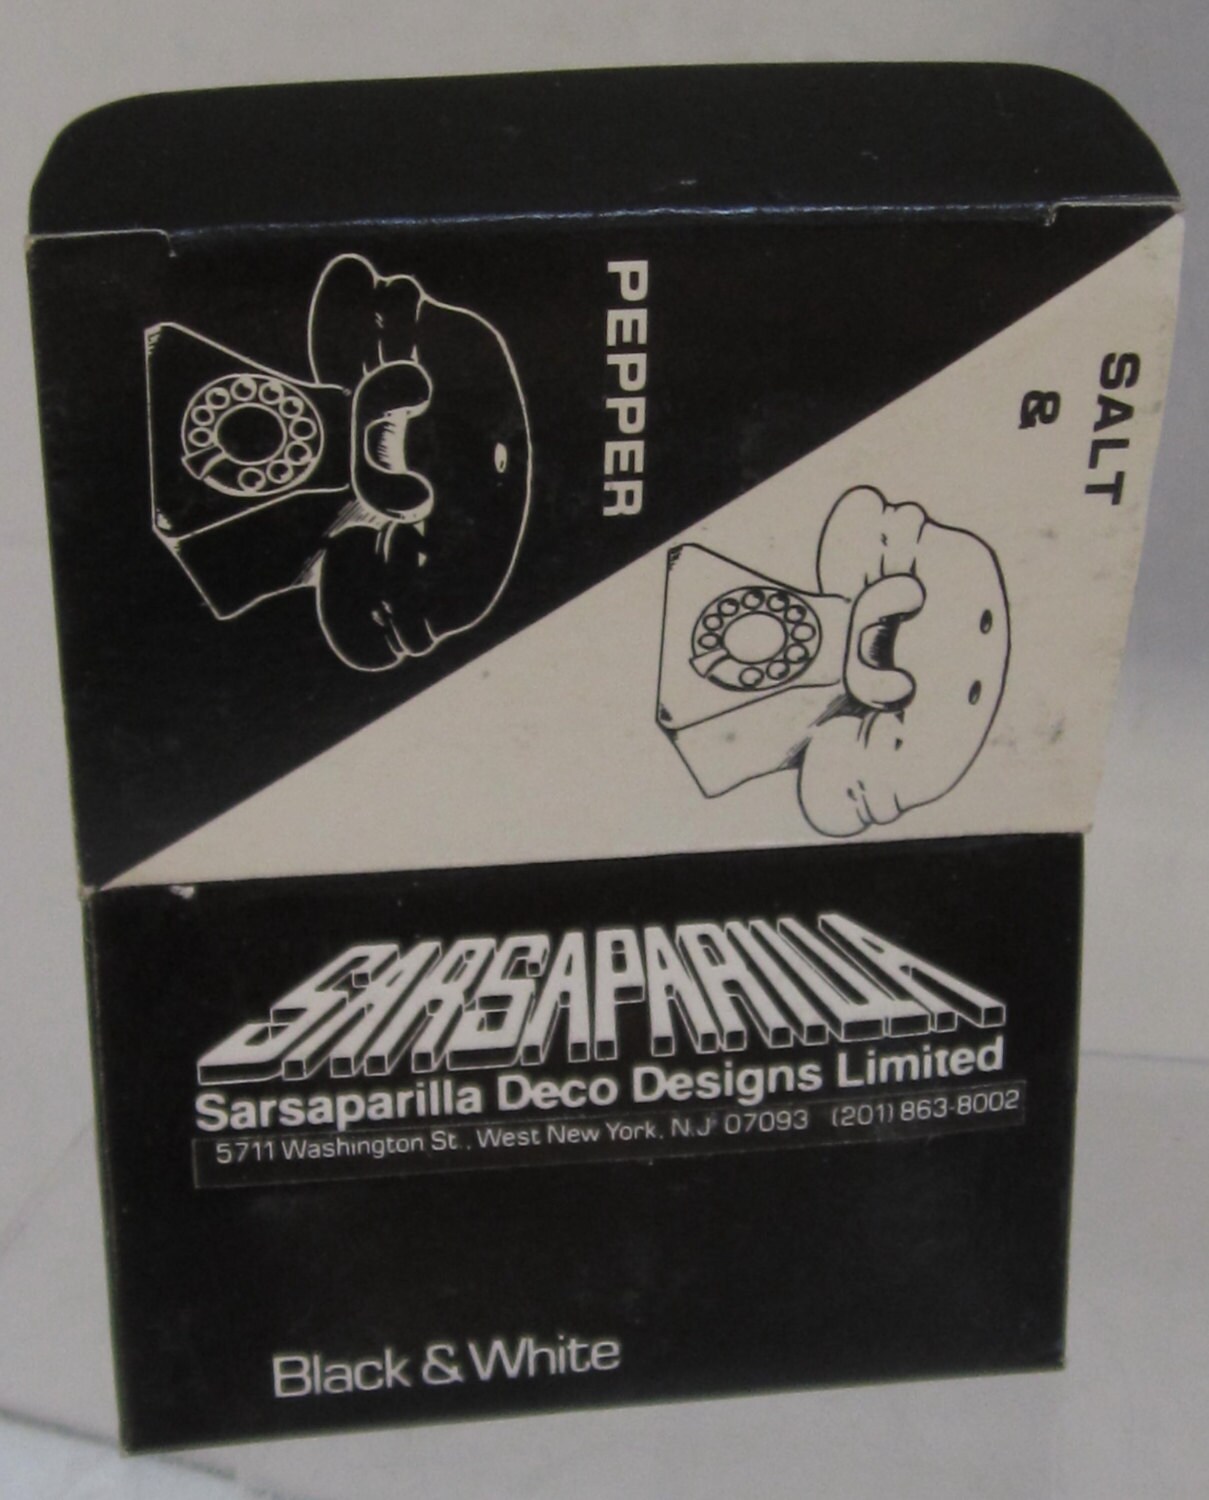 SALT
&
PEPPER
SARSAPARILLA
Sarsaparilla Deco Designs Limited
5711 Washington St., West New York, N.J. 07093 (201) 863-8002
Black & White